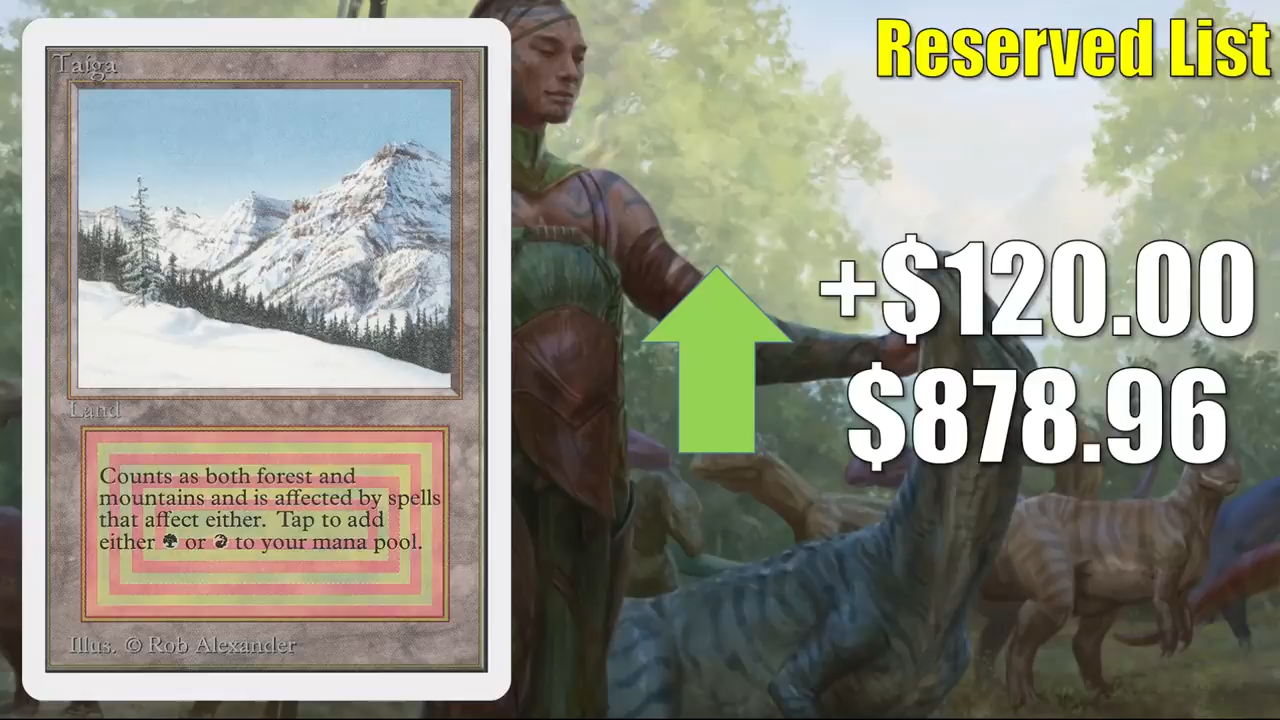 Taiga
Land
Counts as both forest and
mountains and is affected by spells
that affect either. Tap to add
either or to your mana pool.
Illus. © Rob Alexander
Reserved List
+$120.00
$878.96